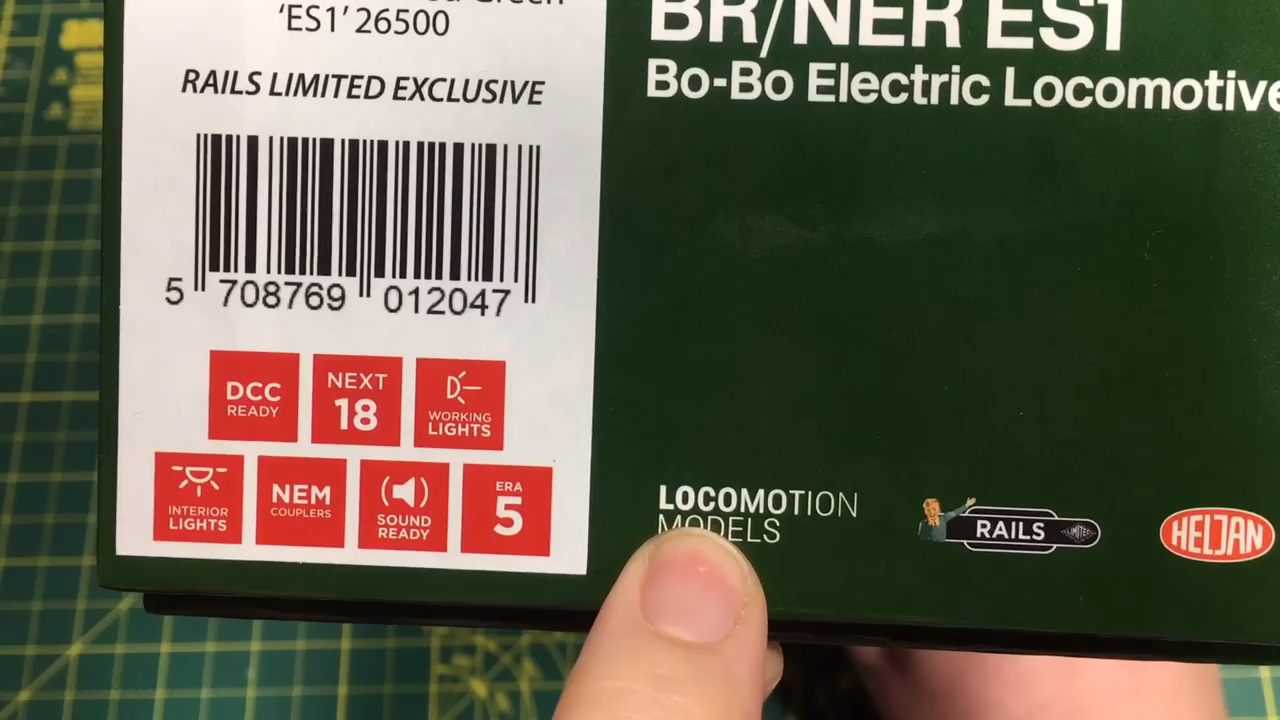 'ES1' 26500
RAILS LIMITED EXCLUSIVE
5 708769 012047
DCC
READY
NEXT
18
WORKING
LIGHTS
INTERIOR
LIGHTS
NEM
COUPLERS
SOUND
READY
ERA
5
BR/NER ES1
Bo-Bo Electric Locomotive
LOCOMOTION
MODELS
RAILS LIMITED
HELJAN